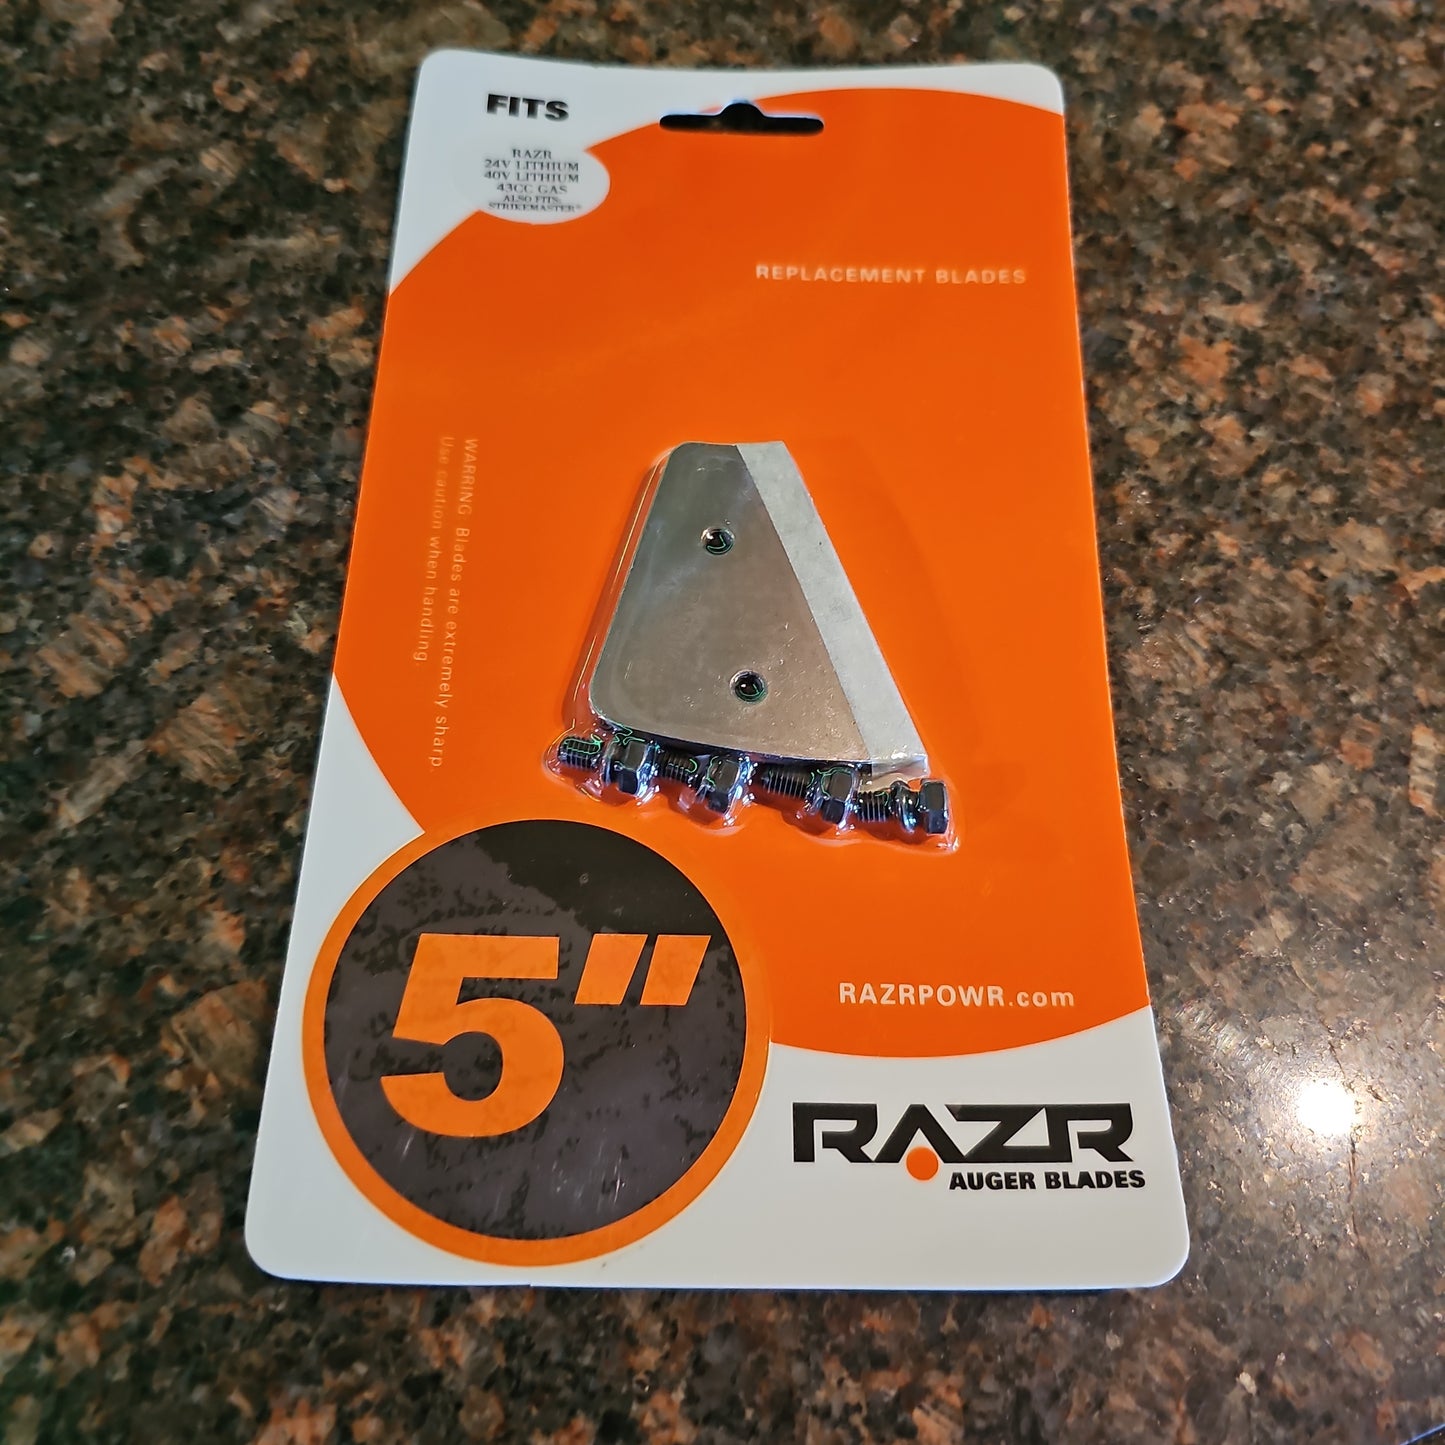 FITS
RAZR
24V LITHIUM
40V LITHIUM
43CC GAS
ALSO FITS:
STRIKEMASTER®
REPLACEMENT BLADES
WARRING: Blades are extremely sharp.
Use caution when handling.
5"
RAZRPOWR.com
RAZR
AUGER BLADES